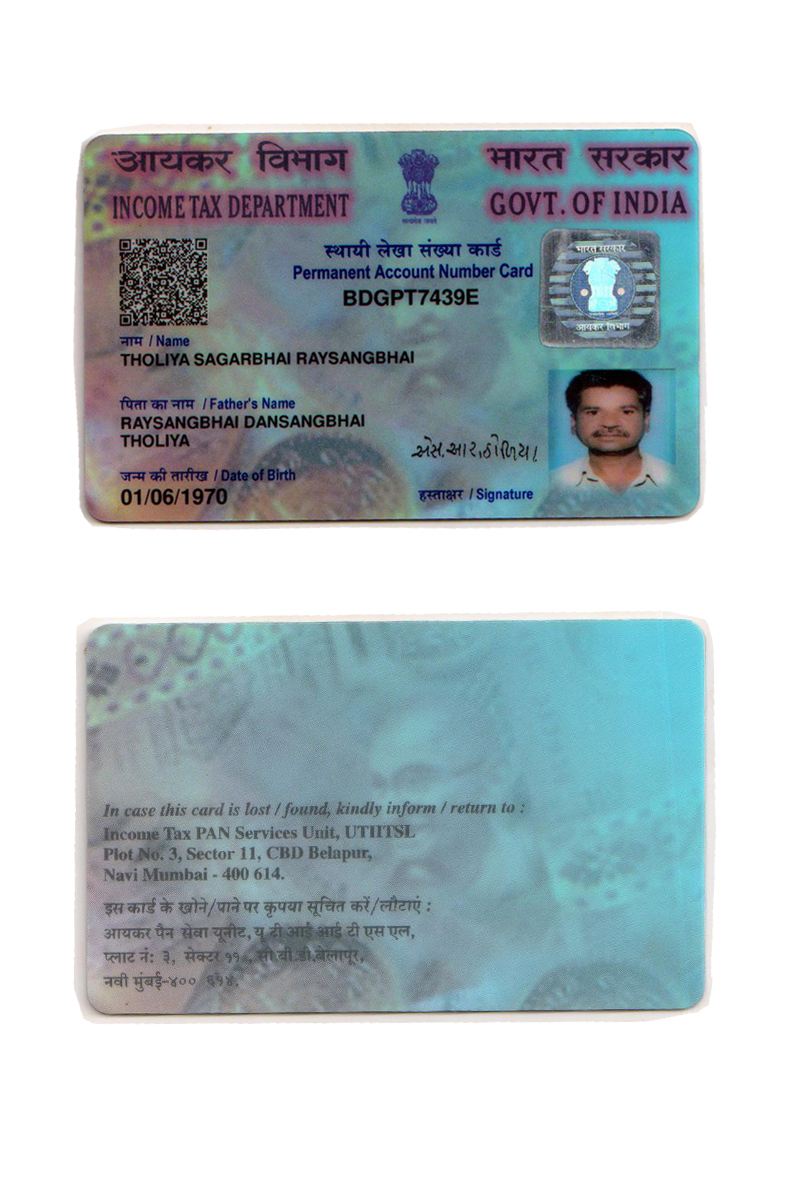 आयकर विभाग
INCOME TAX DEPARTMENT
सत्यमेव जयते
भारत सरकार
GOVT. OF INDIA
स्थायी लेखा संख्या कार्ड
Permanent Account Number Card
BDGPT7439E
भारत सरकार
आयकर विभाग
नाम / Name
THOLIYA SAGARBHAI RAYSANGBHAI
पिता का नाम / Father's Name
RAYSANGBHAI DANSANGBHAI
THOLIYA
એસ.આર.ઠોળિયા
जन्म की तारीख / Date of Birth
01/06/1970
हस्ताक्षर / Signature
In case this card is lost / found, kindly inform / return to :
Income Tax PAN Services Unit, UTIITSL
Plot No. 3, Sector 11, CBD Belapur,
Navi Mumbai - 400 614.
इस कार्ड के खोने/पाने पर कृपया सूचित करें/लौटाएं :
आयकर पैन सेवा यूनीट, यू टी आई आई टी एस एल,
प्लाट नं: ३, सेक्टर ११, सी.बी.डी.बेलापूर,
नवी मुंबई-४०० ६१४.